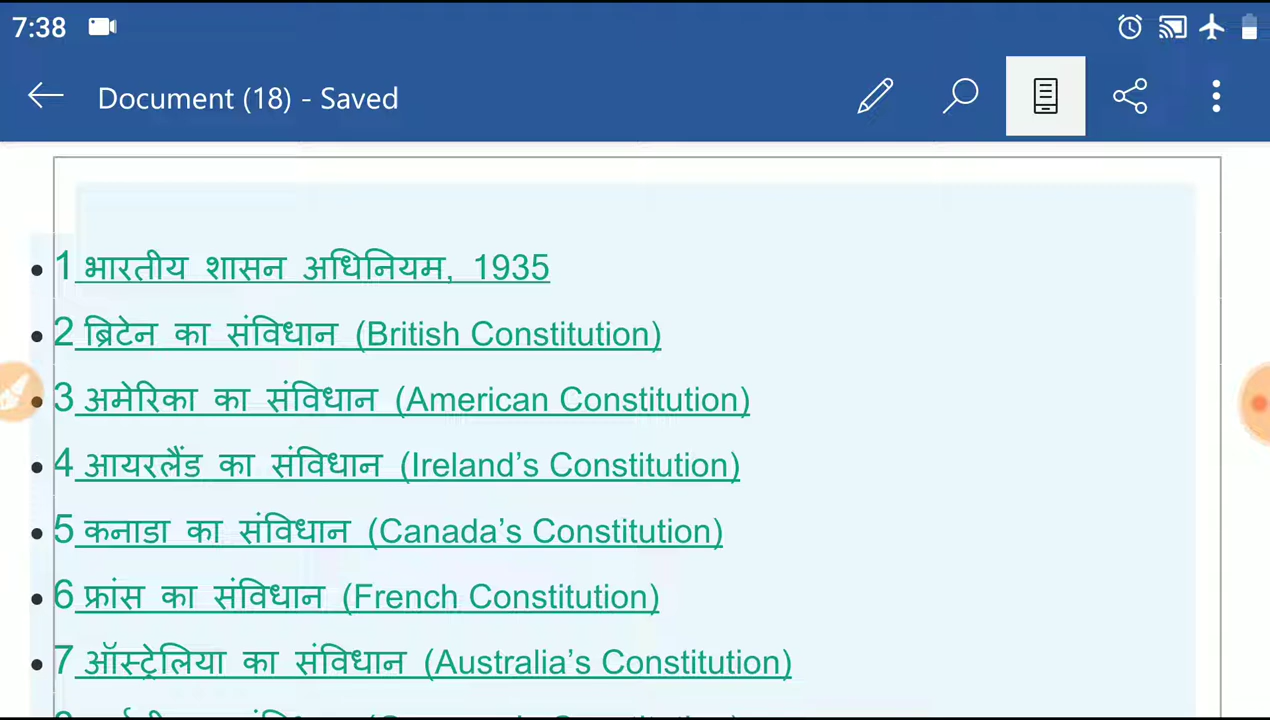 7:38
Document (18) - Saved
1 भारतीय शासन अधिनियम, 1935
2 ब्रिटेन का संविधान (British Constitution)
3 अमेरिका का संविधान (American Constitution)
4 आयरलैंड का संविधान (Ireland’s Constitution)
5 कनाडा का संविधान (Canada’s Constitution)
6 फ्रांस का संविधान (French Constitution)
7 ऑस्ट्रेलिया का संविधान (Australia’s Constitution)